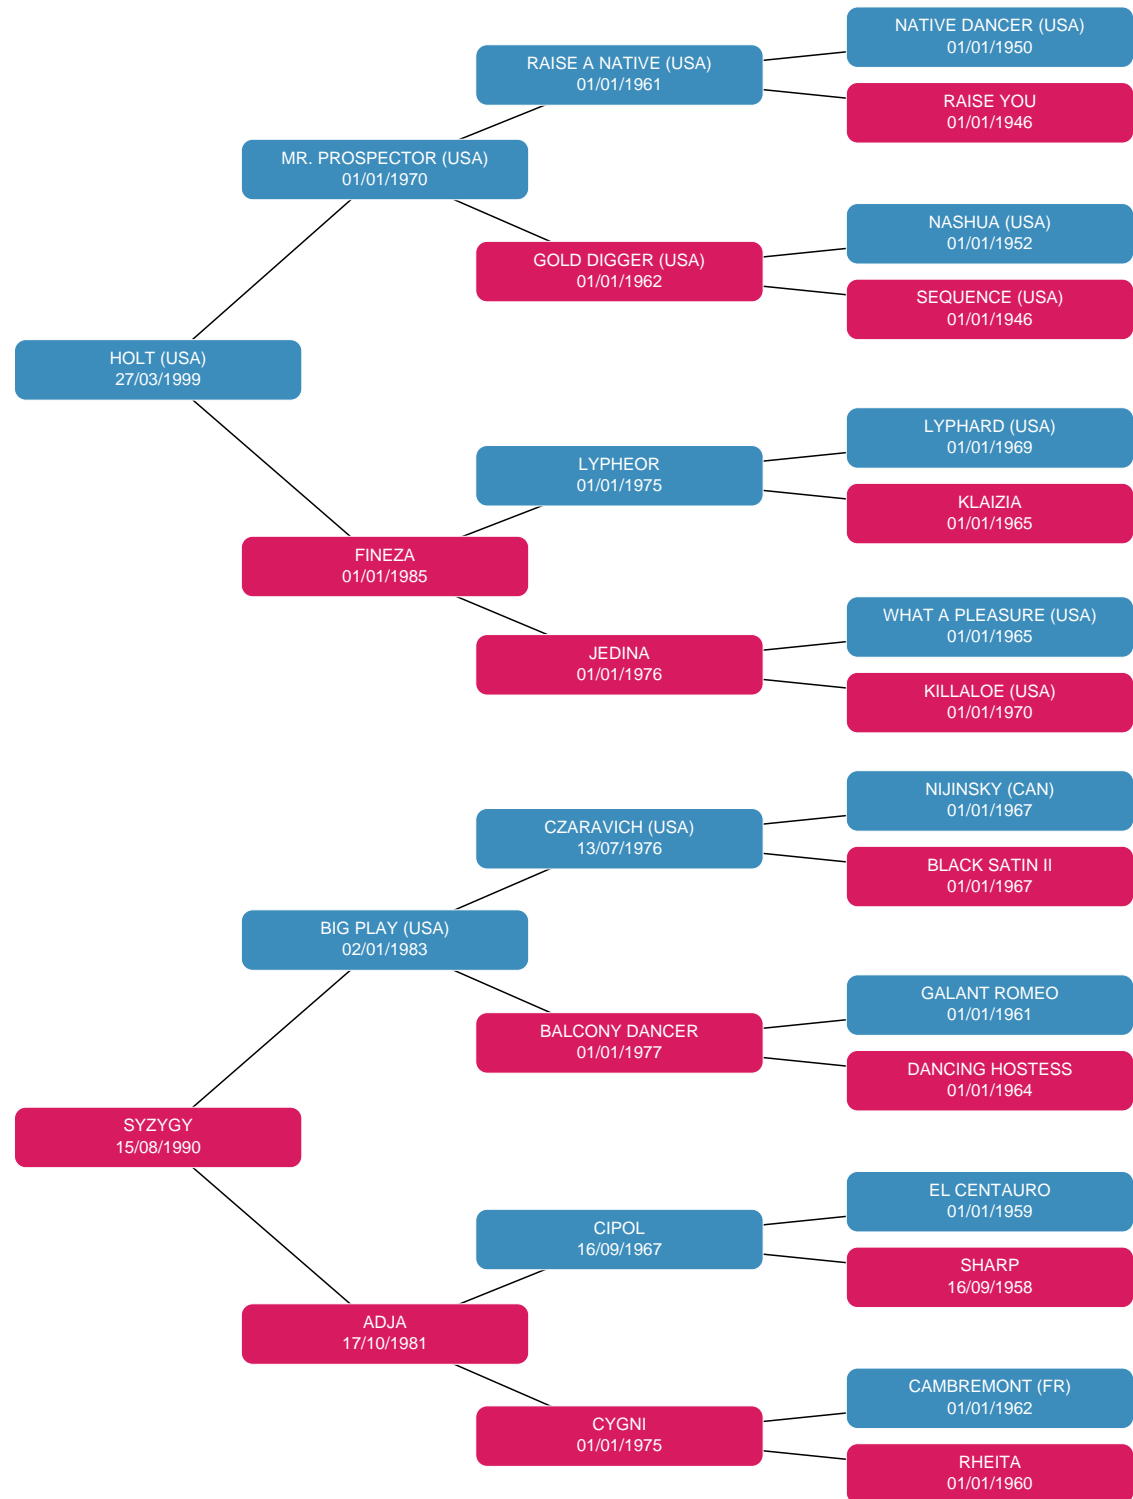 NATIVE DANCER (USA)
01/01/1950
RAISE A NATIVE (USA)
01/01/1961
RAISE YOU
01/01/1946
MR. PROSPECTOR (USA)
01/01/1970
NASHUA (USA)
01/01/1952
GOLD DIGGER (USA)
01/01/1962
SEQUENCE (USA)
01/01/1946
HOLT (USA)
27/03/1999
LYPHARD (USA)
01/01/1969
LYPHEOR
01/01/1975
KLAIZIA
01/01/1965
FINEZA
01/01/1985
WHAT A PLEASURE (USA)
01/01/1965
JEDINA
01/01/1976
KILLALOE (USA)
01/01/1970
NIJINSKY (CAN)
01/01/1967
CZARAVICH (USA)
13/07/1976
BLACK SATIN II
01/01/1967
BIG PLAY (USA)
02/01/1983
GALANT ROMEO
01/01/1961
BALCONY DANCER
01/01/1977
DANCING HOSTESS
01/01/1964
SYZYGY
15/08/1990
EL CENTAURO
01/01/1959
CIPOL
16/09/1967
SHARP
16/09/1958
ADJA
17/10/1981
CAMBREMONT (FR)
01/01/1962
CYGNI
01/01/1975
RHEITA
01/01/1960